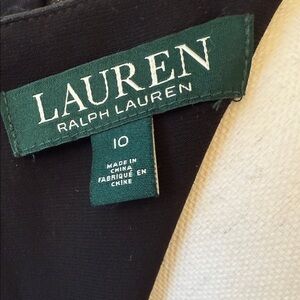 LAUREN
RALPH LAUREN
10
MADE IN
CHINA
FABRIQUÉ EN
CHINE